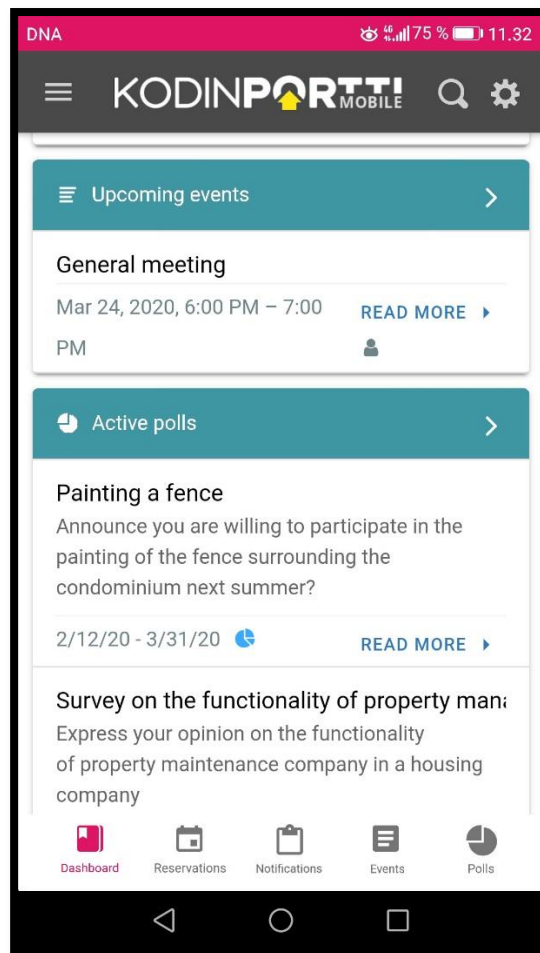 DNA 75 % 11.32
KODINPORTTI
MOBILE
Upcoming events
General meeting
Mar 24, 2020, 6:00 PM – 7:00
PM
READ MORE
Active polls
Painting a fence
Announce you are willing to participate in the
painting of the fence surrounding the
condominium next summer?
2/12/20 - 3/31/20 READ MORE
Survey on the functionality of property mana
Express your opinion on the functionality
of property maintenance company in a housing
company
Dashboard Reservations Notifications Events Polls